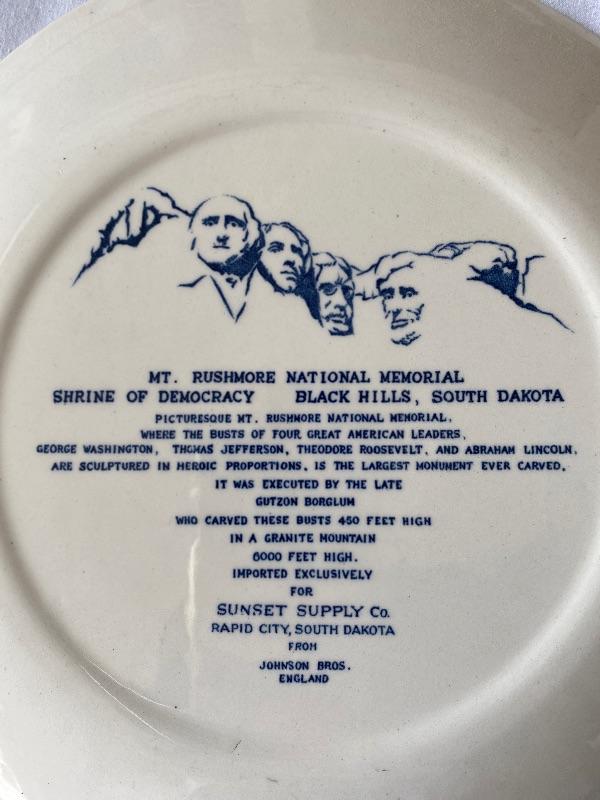 MT. RUSHMORE NATIONAL MEMORIAL
SHRINE OF DEMOCRACY BLACK HILLS, SOUTH DAKOTA
PICTURESQUE MT. RUSHMORE NATIONAL MEMORIAL,
WHERE THE BUSTS OF FOUR GREAT AMERICAN LEADERS,
GEORGE WASHINGTON, THOMAS JEFFERSON, THEODORE ROOSEVELT, AND ABRAHAM LINCOLN,
ARE SCULPTURED IN HEROIC PROPORTIONS, IS THE LARGEST MONUMENT EVER CARVED.
IT WAS EXECUTED BY THE LATE
GUTZON BORGLUM
WHO CARVED THESE BUSTS 450 FEET HIGH
IN A GRANITE MOUNTAIN
6000 FEET HIGH.
IMPORTED EXCLUSIVELY
FOR
SUNSET SUPPLY Co.
RAPID CITY, SOUTH DAKOTA
FROM
JOHNSON BROS.
ENGLAND